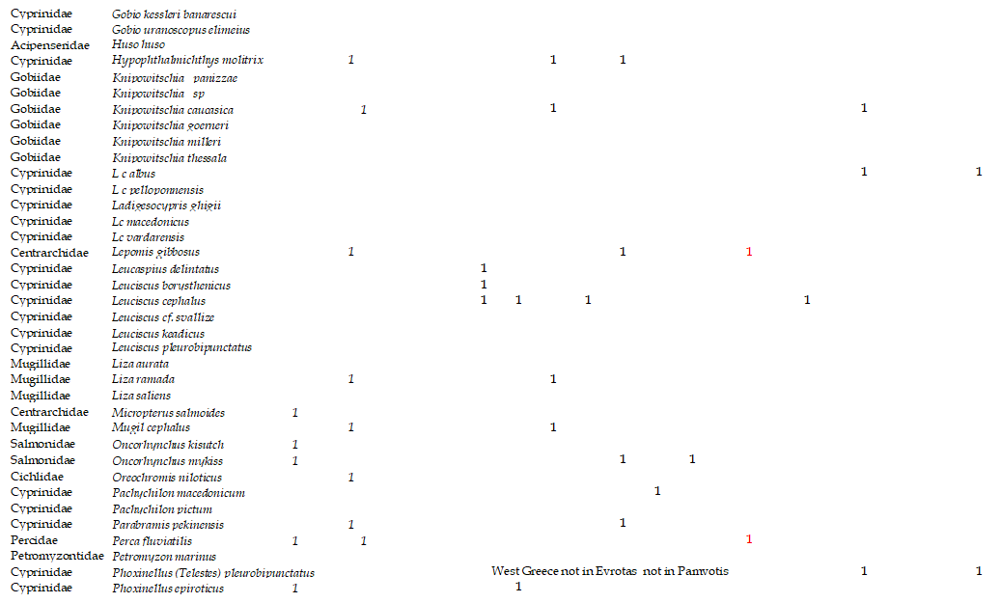 Cyprinidae Gobio kessleri banarescui
Cyprinidae Gobio uranoscopus elimeius
Acipenseridae Huso huso
Cyprinidae Hypophthalmichthys molitrix 1 1 1
Gobiidae Knipowitschia panizzae
Gobiidae Knipowitschia sp
Gobiidae Knipowitschia caucasica 1 1 1
Gobiidae Knipowitschia goerneri
Gobiidae Knipowitschia milleri
Gobiidae Knipowitschia thessala
Cyprinidae L c albus 1 1
Cyprinidae L c pelloponnensis
Cyprinidae Ladigesocypris ghigii
Cyprinidae Lc macedonicus
Cyprinidae Lc vardarensis
Centrarchidae Lepomis gibbosus 1 1 1
Cyprinidae Leucaspius delintatus 1
Cyprinidae Leuciscus borysthenicus 1
Cyprinidae Leuciscus cephalus 1 1 1 1
Cyprinidae Leuciscus cf. svallize
Cyprinidae Leuciscus keadicus
Cyprinidae Leuciscus pleurobipunctatus
Mugillidae Liza aurata
Mugillidae Liza ramada 1 1
Mugillidae Liza saliens
Centrarchidae Micropterus salmoides 1
Mugillidae Mugil cephalus 1 1
Salmonidae Oncorhynchus kisutch 1
Salmonidae Oncorhynchus mykiss 1 1 1
Cichlidae Oreochromis niloticus 1
Cyprinidae Pachychilon macedonicum 1
Cyprinidae Pachychilon pictum
Cyprinidae Parabramis pekinensis 1 1
Percidae Perca fluviatilis 1 1 1
Petromyzontidae Petromyzon marinus
Cyprinidae Phoxinellus (Telestes) pleurobipunctatus West Greece not in Evrotas not in Pamvotis 1 1
Cyprinidae Phoxinellus epiroticus 1 1